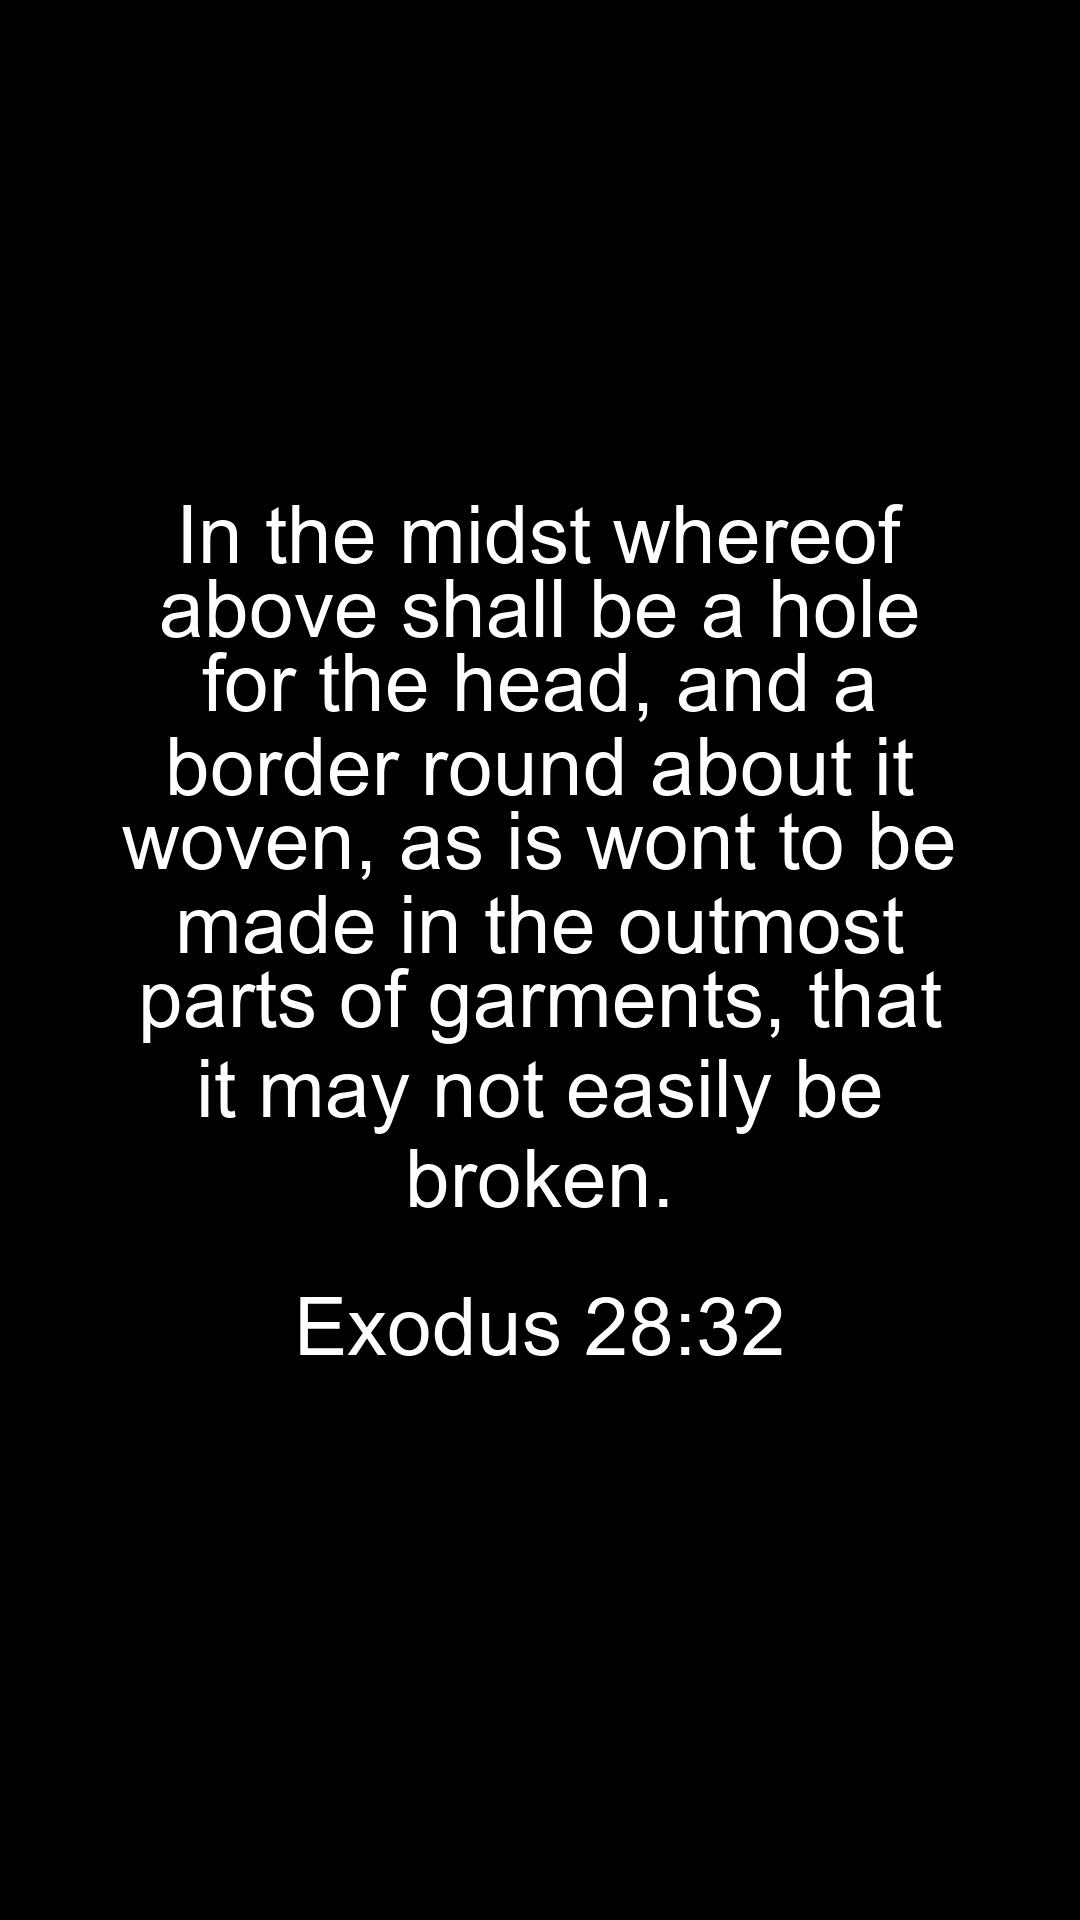 In the midst whereof
above shall be a hole
for the head, and a
border round about it
woven, as is wont to be
made in the outmost
parts of garments, that
it may not easily be
broken.
Exodus 28:32